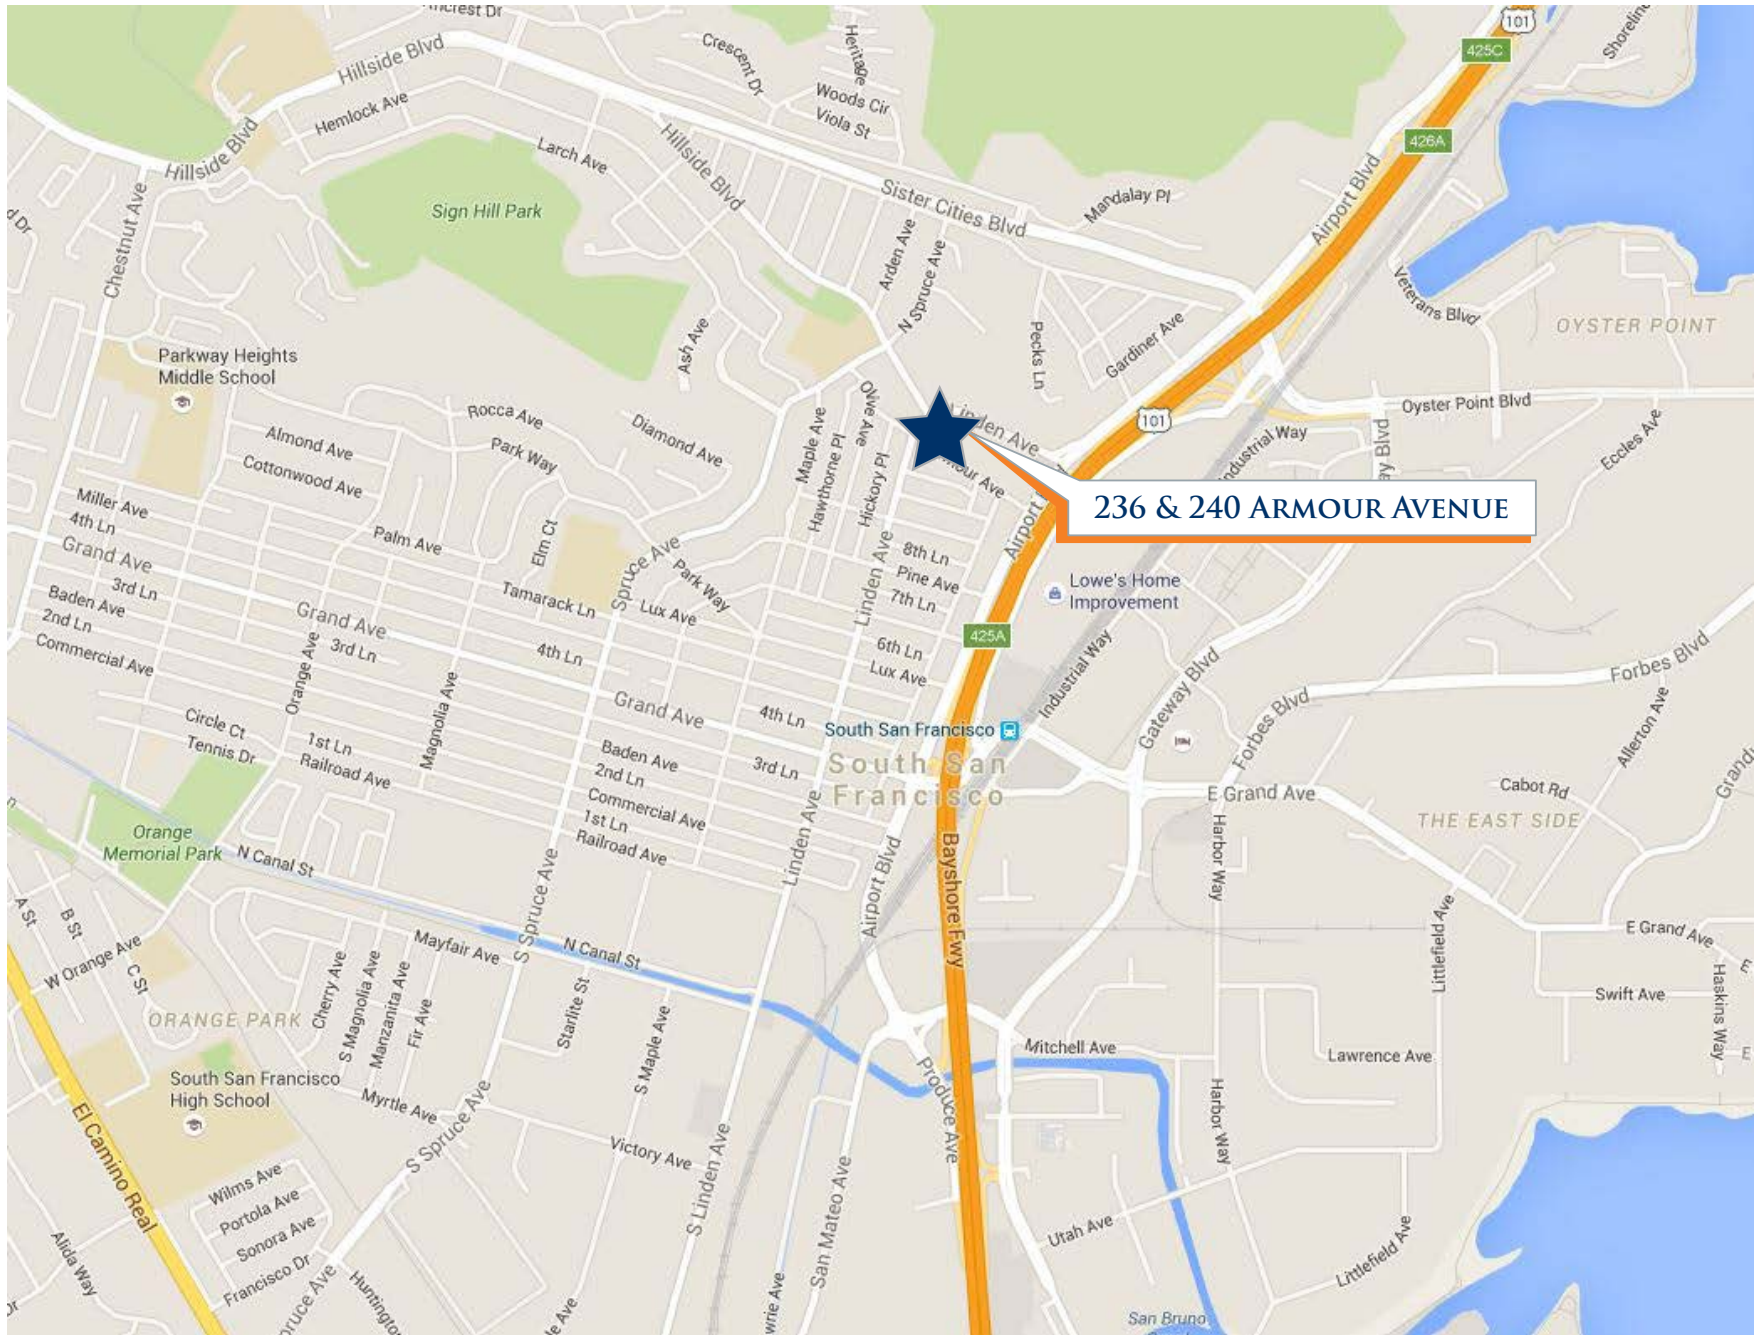 Hillside Blvd
Crescent Dr
Heritage
101
425C
Shoreline
Woods Cir
Viola St
Hemlock Ave
Larch Ave
Hillside Blvd
Hillside Blvd
426A
Chestnut Ave
Sign Hill Park
Sister Cities Blvd
Mandalay Pl
Airport Blvd
Arden Ave
N Spruce Ave
Veterans Blvd
OYSTER POINT
Pecks Ln
Gardiner Ave
Ash Ave
Parkway Heights
Middle School
Rocca Ave
Park Way
Diamond Ave
Maple Ave
Hawthorne Pl
Olive Ave
Hickory Pl
Linden Ave
101
Oyster Point Blvd
Industrial Way
Eccles Ave
Almond Ave
Cottonwood Ave
236 & 240 Armour Avenue
Miller Ave
4th Ln
Grand Ave
Palm Ave
Elm Ct
Spruce Ave
Park Way
Linden Ave
8th Ln
Pine Ave
7th Ln
Airport
Lowe's Home
Improvement
3rd Ln
Baden Ave
2nd Ln
Commercial Ave
Grand Ave
3rd Ln
Orange Ave
Tamarack Ln
Lux Ave
4th Ln
425A
6th Ln
Lux Ave
Industrial Way
Gateway Blvd
Forbes Blvd
Forbes Blvd
Allerton Ave
Magnolia Ave
Grand Ave
4th Ln
South San Francisco
South San
Francisco
Circle Ct
Tennis Dr
1st Ln
Railroad Ave
Baden Ave
2nd Ln
Commercial Ave
1st Ln
Railroad Ave
3rd Ln
Linden Ave
Airport Blvd
Bayshore Fwy
E Grand Ave
Harbor Way
Cabot Rd
THE EAST SIDE
Grand
Orange
Memorial Park
N Canal St
A St
B St
C St
W Orange Ave
S Spruce Ave
Mayfair Ave
N Canal St
Littlefield Ave
E Grand Ave
Swift Ave
Haskins Way
ORANGE PARK
Cherry Ave
S Magnolia Ave
Manzanita Ave
Fir Ave
Starlite St
S Maple Ave
Mitchell Ave
Lawrence Ave
South San Francisco
High School
Myrtle Ave
S Spruce Ave
Victory Ave
S Linden Ave
Produce Ave
Harbor Way
El Camino Real
Wilms Ave
Portola Ave
Sonora Ave
Francisco Dr
San Mateo Ave
Utah Ave
Littlefield Ave
Alida Way
San Bruno